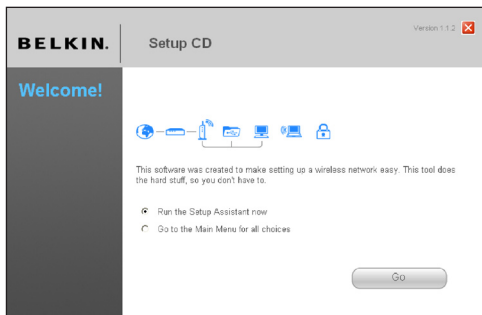 BELKIN.
Setup CD
Version 1.1.2
Welcome!
This software was created to make setting up a wireless network easy. This tool does
the hard stuff, so you don't have to.
Run the Setup Assistant now
Go to the Main Menu for all choices
Go